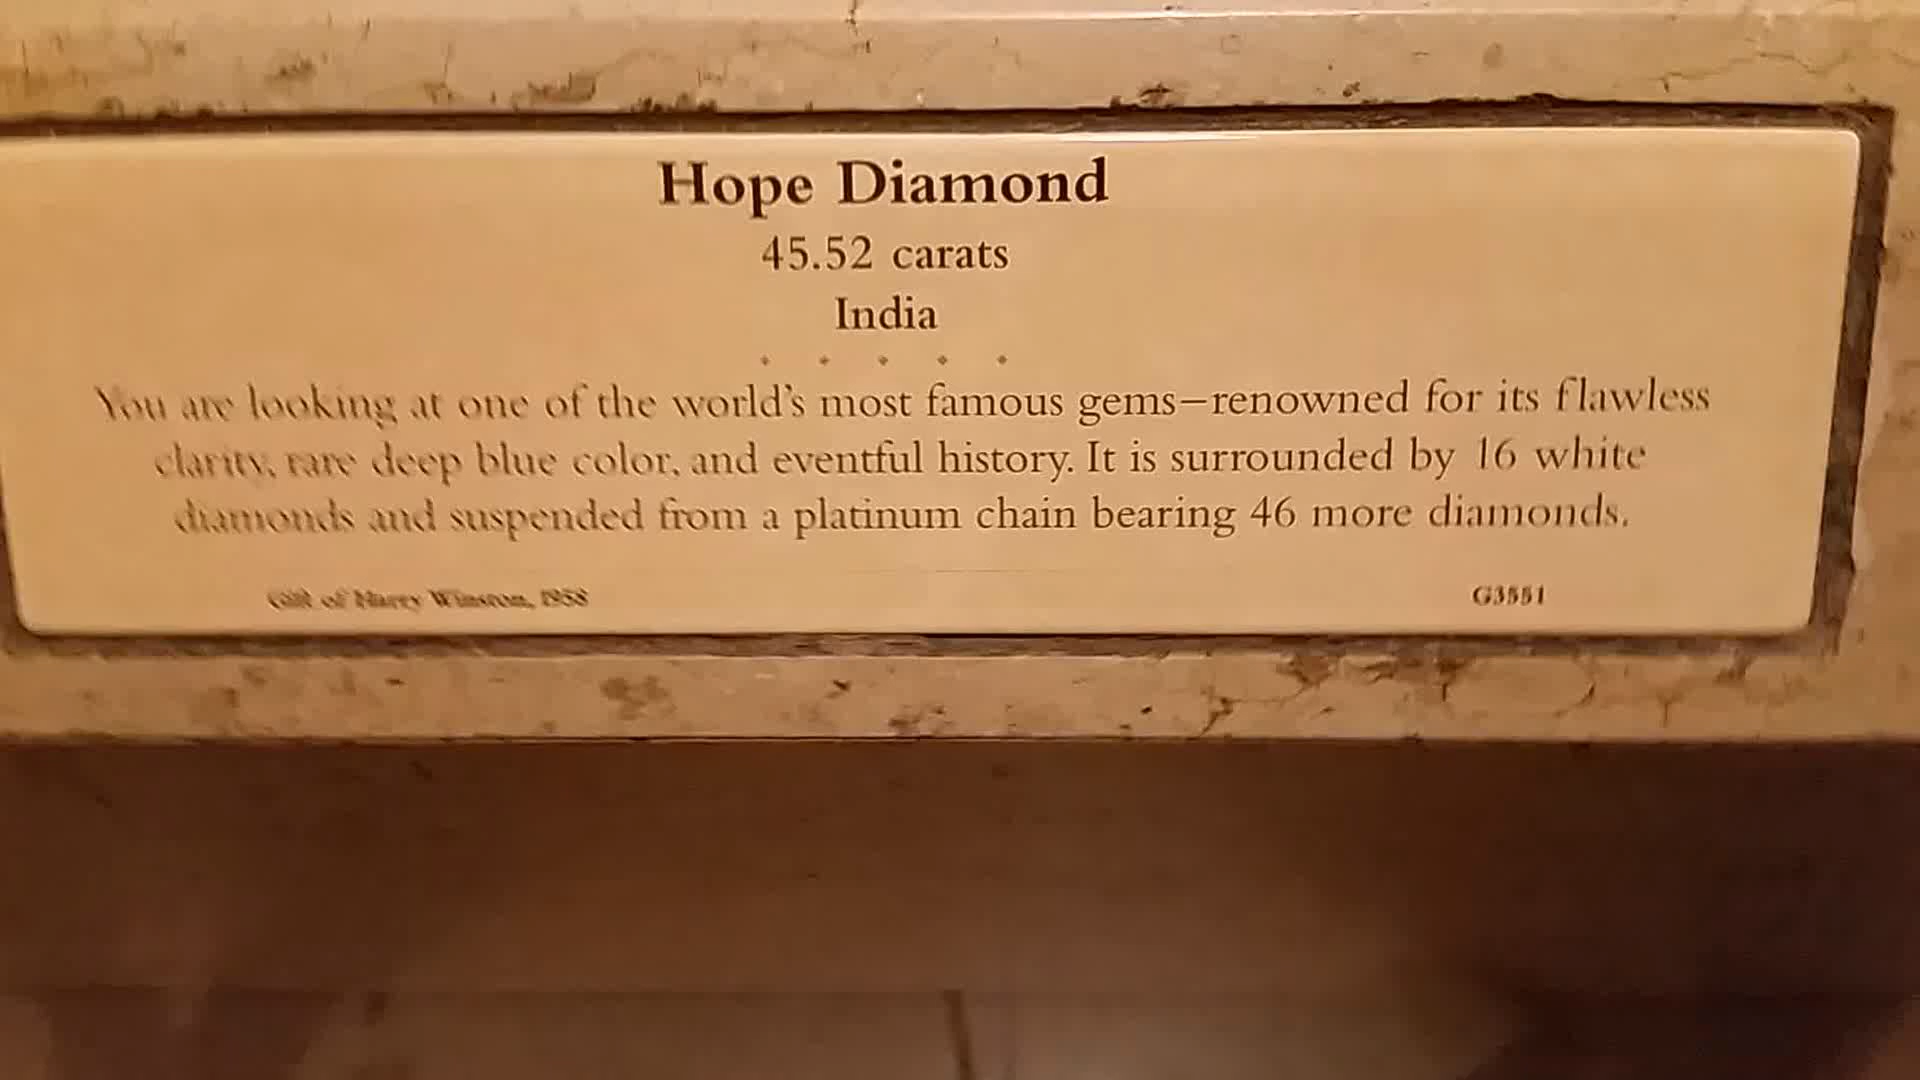 Hope Diamond
45.52 carats
India
You are looking at one of the world's most famous gems—renowned for its flawless
clarity, rare deep blue color, and eventful history. It is surrounded by 16 white
diamonds and suspended from a platinum chain bearing 46 more diamonds.
Gift of Harry Winston, 1958
G3551